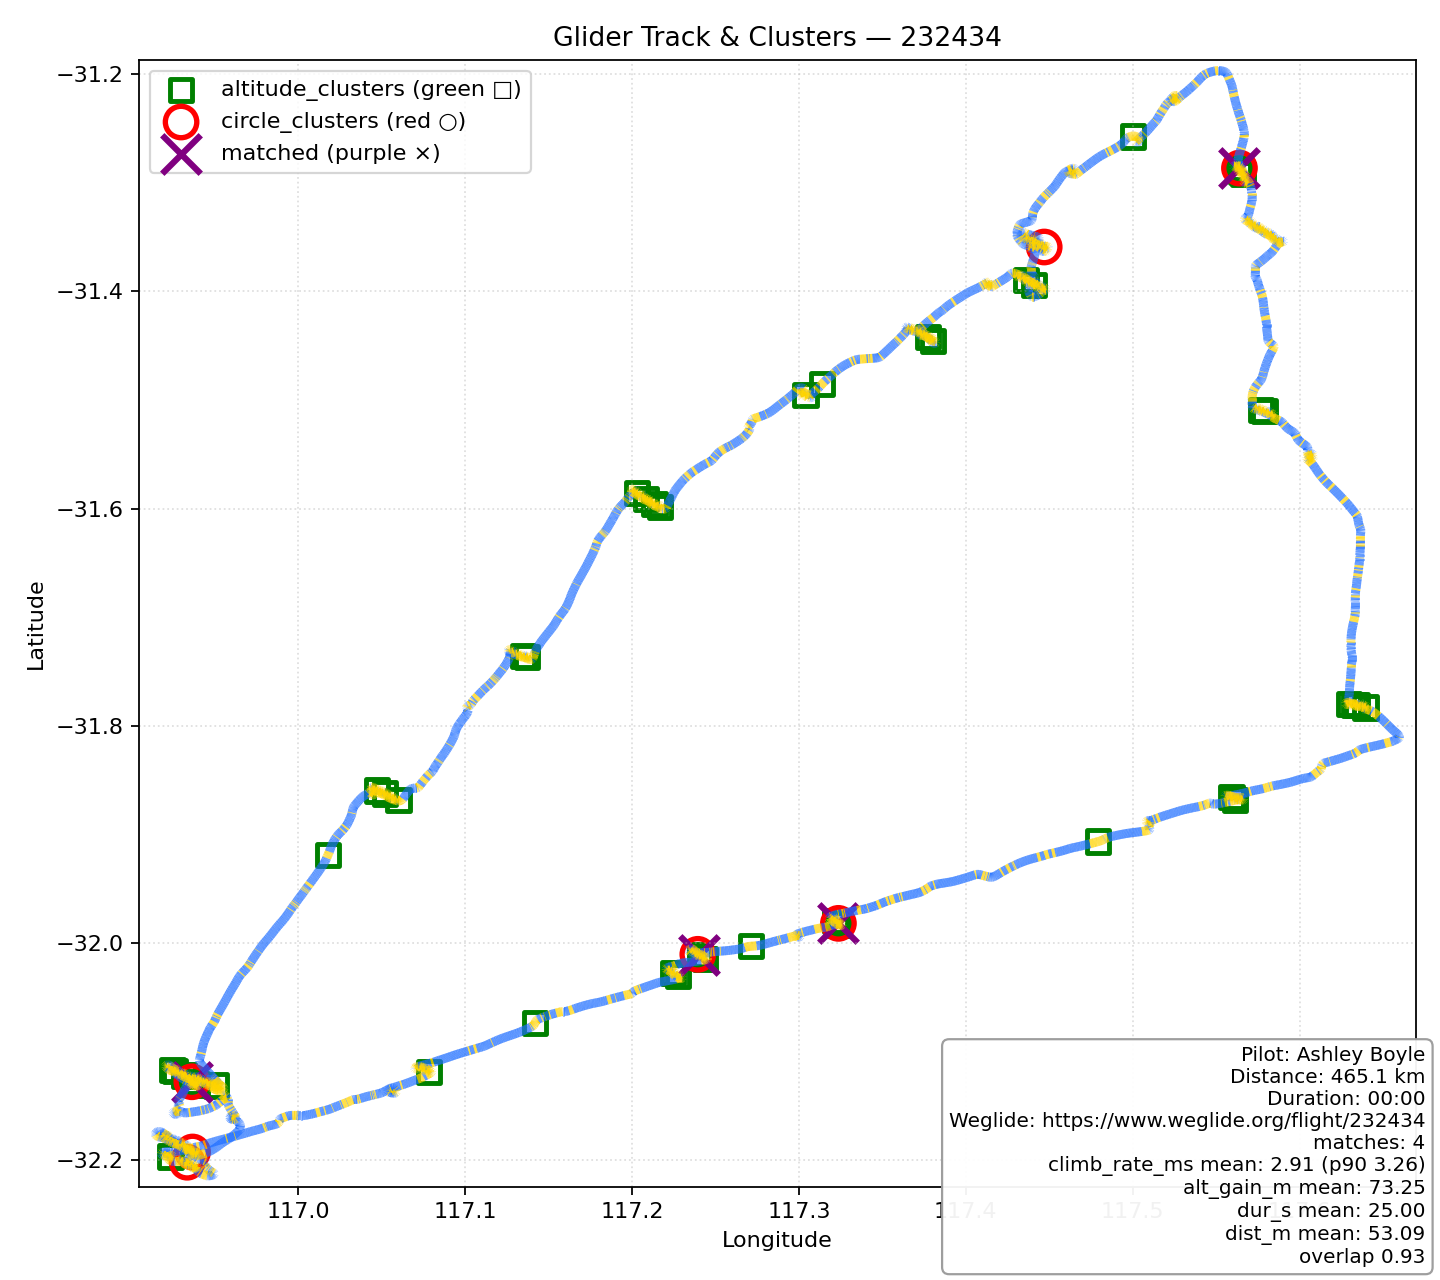 Glider Track & Clusters — 232434
altitude_clusters (green □)
circle_clusters (red ○)
matched (purple ×)
−31.2
−31.4
−31.6
−31.8
−32.0
−32.2
Latitude
117.0
117.1
117.2
117.3
117.4
117.5
Longitude
Pilot: Ashley Boyle
Distance: 465.1 km
Duration: 00:00
Weglide: https://www.weglide.org/flight/232434
matches: 4
climb_rate_ms mean: 2.91 (p90 3.26)
alt_gain_m mean: 73.25
dur_s mean: 25.00
dist_m mean: 53.09
overlap 0.93